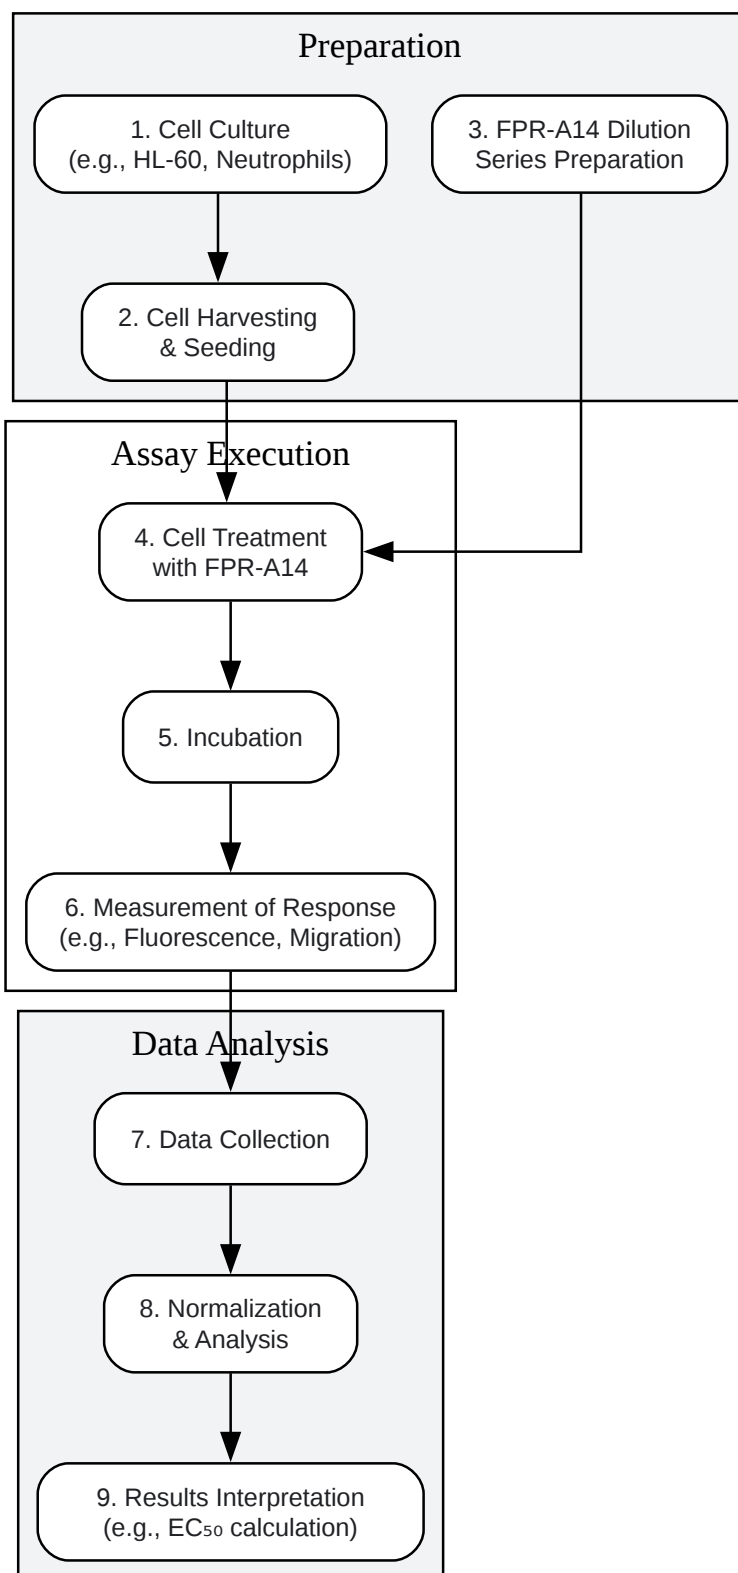 Preparation
1. Cell Culture
(e.g., HL-60, Neutrophils)
3. FPR-A14 Dilution
Series Preparation
2. Cell Harvesting
& Seeding
Assay Execution
4. Cell Treatment
with FPR-A14
5. Incubation
6. Measurement of Response
(e.g., Fluorescence, Migration)
Data Analysis
7. Data Collection
8. Normalization
& Analysis
9. Results Interpretation
(e.g., EC₅₀ calculation)